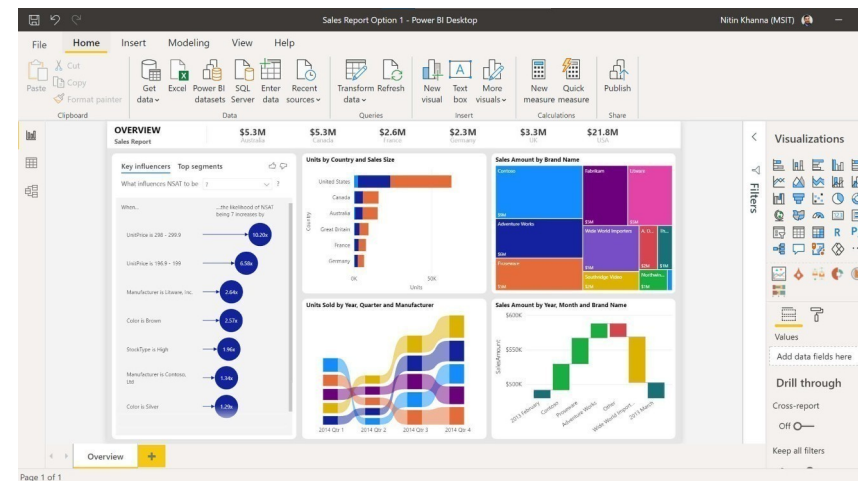 Sales Report Option 1 - Power BI Desktop
Nitin Khanna (MSIT)
File Home Insert Modeling View Help
Paste
Cut
Copy
Format painter
Get data
Excel
Power BI datasets
SQL Server
Enter data
Recent sources
Transform data
Refresh
New visual
Text box
More visuals
New measure
Quick measure
Publish
Clipboard
Data
Queries
Insert
Calculations
Share
OVERVIEW
Sales Report
$5.3M
Australia
$5.3M
Canada
$2.6M
France
$2.3M
Germany
$3.3M
UK
$21.8M
USA
Key influencers Top segments
What influences NSAT to be 7 ?
When...
...the likelihood of NSAT being 7 increases by
UnitPrice is 298 - 299.9
10.20x
UnitPrice is 196.9 - 199
6.58x
Manufacturer is Litware, Inc.
2.64x
Color is Brown
2.57x
StockType is High
1.96x
Manufacturer is Contoso, Ltd
1.34x
Color is Silver
1.29x
Units by Country and Sales Size
Country
United States
Canada
Australia
Great Britain
France
Germany
0K
50K
Units
Sales Amount by Brand Name
Contoso
Fabrikam
Litware
$5M
$5M
Adventure Works
Wide World Importers
A. D...
Th...
Proseware
$1M
Southridge Video
Northwin...
$2M
$1M
Units Sold by Year, Quarter and Manufacturer
2014 Qtr 1
2014 Qtr 2
2014 Qtr 3
2014 Qtr 4
Sales Amount by Year, Month and Brand Name
SalesAmount
$600K
$550K
$500K
2013 February
Contoso
Proseware
Adventure Works
Other
Wide World Import...
2013 March
Filters
Visualizations
R
Values
Add data fields here
Drill through
Cross-report
Off
Keep all filters
Overview
Page 1 of 1